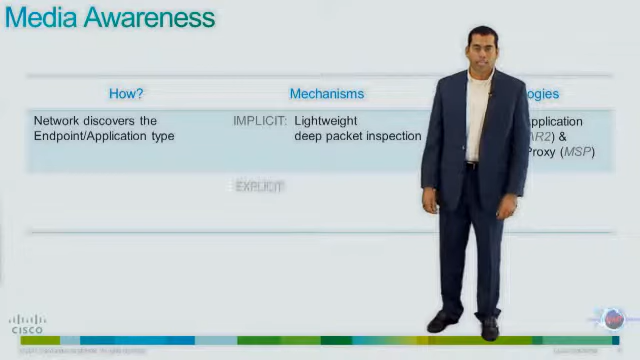 Media Awareness
How?
Mechanisms
ogies
Network discovers the
Endpoint/Application type
IMPLICIT:
Lightweight
deep packet inspection
pplication
AR2) &
Proxy (MSP)
EXPLICIT:
CISCO